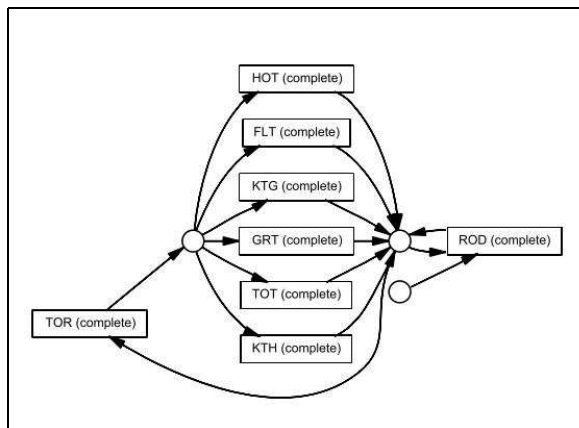 HOT (complete)
FLT (complete)
KTG (complete)
GRT (complete)
ROD (complete)
TOT (complete)
TOR (complete)
KTH (complete)